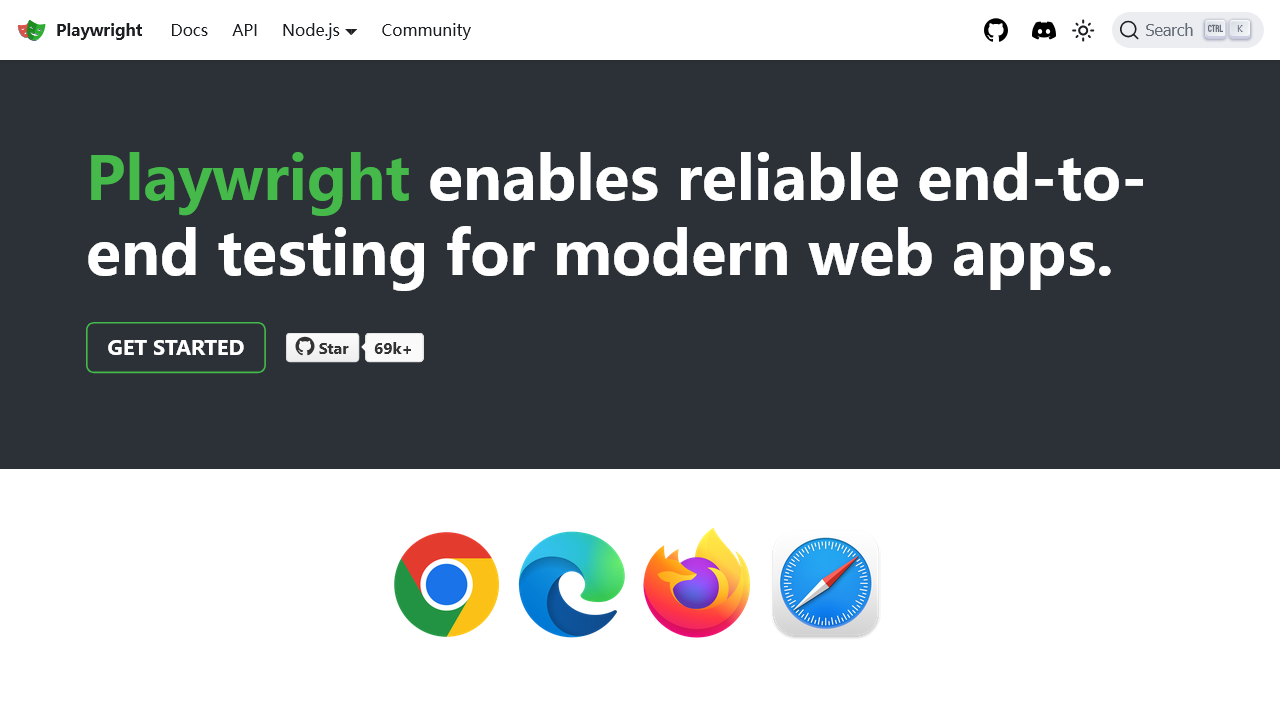 Playwright Docs API Node.js Community Search CTRL K
Playwright enables reliable end-to-
end testing for modern web apps.
GET STARTED Star 69k+